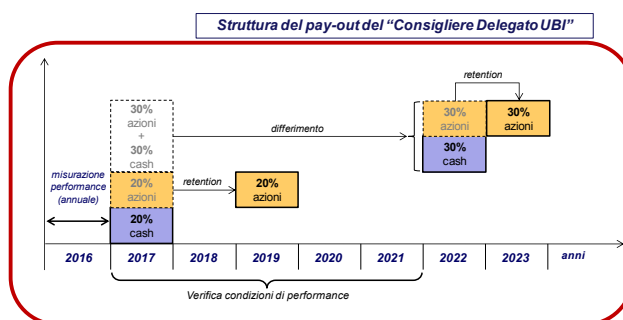 Struttura del pay-out del “Consigliere Delegato UBI”
retention
30%
azioni
+
30%
cash
differimento
30%
azioni
30%
azioni
30%
cash
misurazione
performance
(annuale)
20%
azioni
retention
20%
azioni
20%
cash
2016 2017 2018 2019 2020 2021 2022 2023 anni
Verifica condizioni di performance